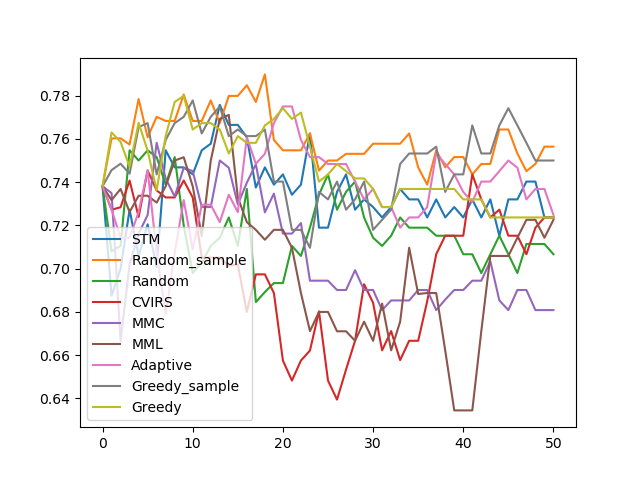 0.78
0.76
0.74
0.72
0.70
0.68
0.66
0.64
STM
Random_sample
Random
CVIRS
MMC
MML
Adaptive
Greedy_sample
Greedy
0 10 20 30 40 50